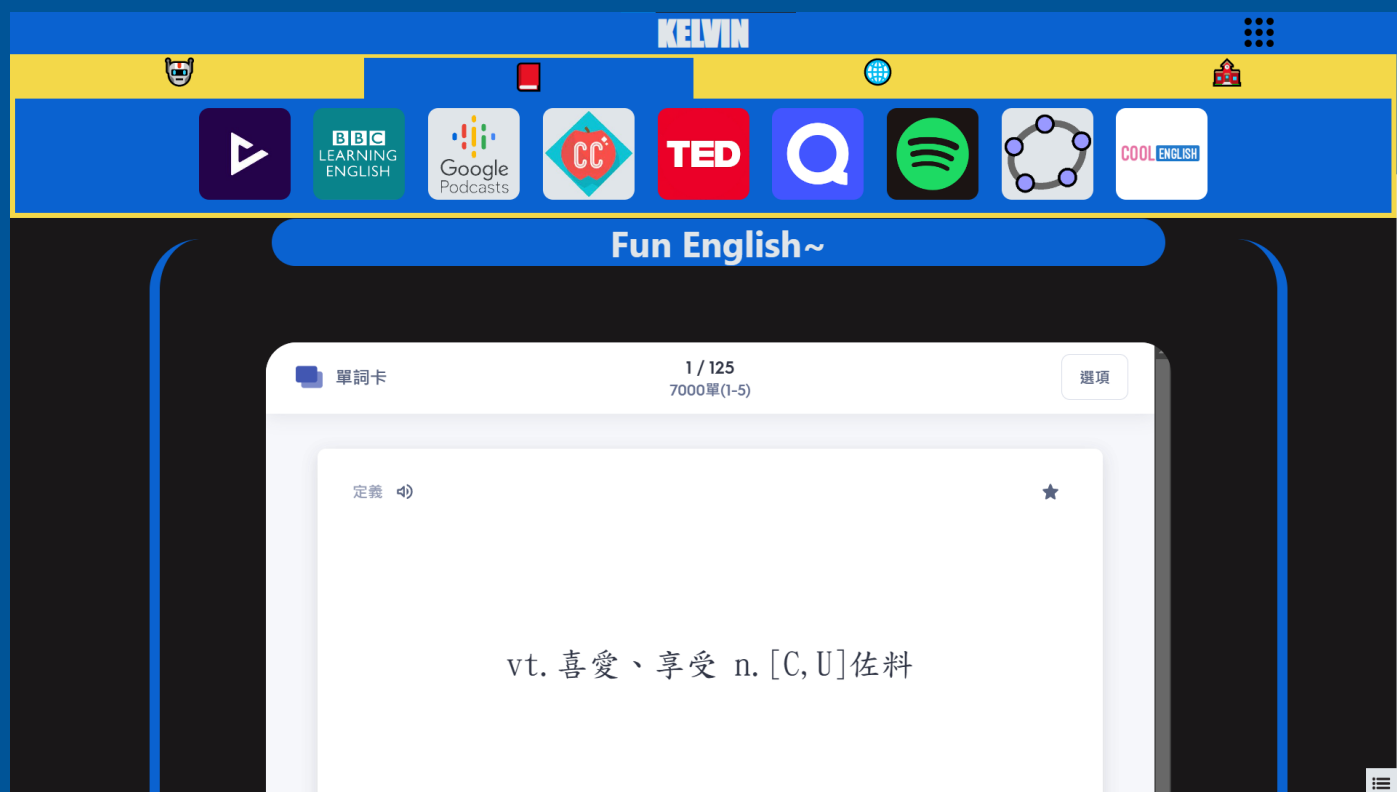 KELVIN
BBC
LEARNING
ENGLISH
Google
Podcasts
CC
TED
COOL ENGLISH
Fun English~
單詞卡
1 / 125
7000單(1-5)
選項
定義
vt.喜愛、享受 n.[C,U]佐料